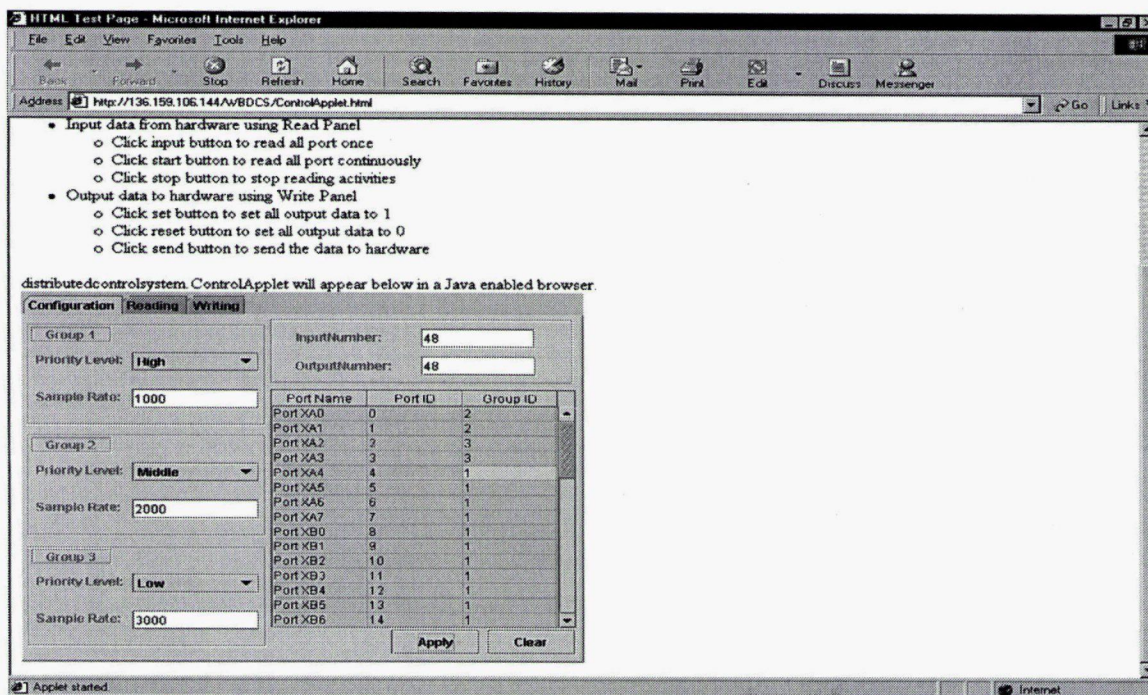 HTML Test Page - Microsoft Internet Explorer
File Edit View Favorites Tools Help
Back Forward Stop Refresh Home Search Favorites History Mail Print Edit Discuss Messenger
Address http://136.159.106.144/WBDCS/ControlApplet.html Go Links
Input data from hardware using Read Panel
Click input button to read all port once
Click start button to read all port continuously
Click stop button to stop reading activities
Output data to hardware using Write Panel
Click set button to set all output data to 1
Click reset button to set all output data to 0
Click send button to send the data to hardware
distributedcontrolsystem.ControlApplet will appear below in a Java enabled browser.
Configuration Reading Writing
Group 1
Priority Level: High
Sample Rate: 1000
Group 2
Priority Level: Middle
Sample Rate: 2000
Group 3
Priority Level: Low
Sample Rate: 3000
InputNumber: 48
OutputNumber: 48
Port Name Port ID Group ID
Port XA0 0 2
Port XA1 1 2
Port XA2 2 3
Port XA3 3 3
Port XA4 4 1
Port XA5 5 1
Port XA6 6 1
Port XA7 7 1
Port XB0 8 1
Port XB1 9 1
Port XB2 10 1
Port XB3 11 1
Port XB4 12 1
Port XB5 13 1
Port XB6 14 1
Apply Clear
Applet started. Internet